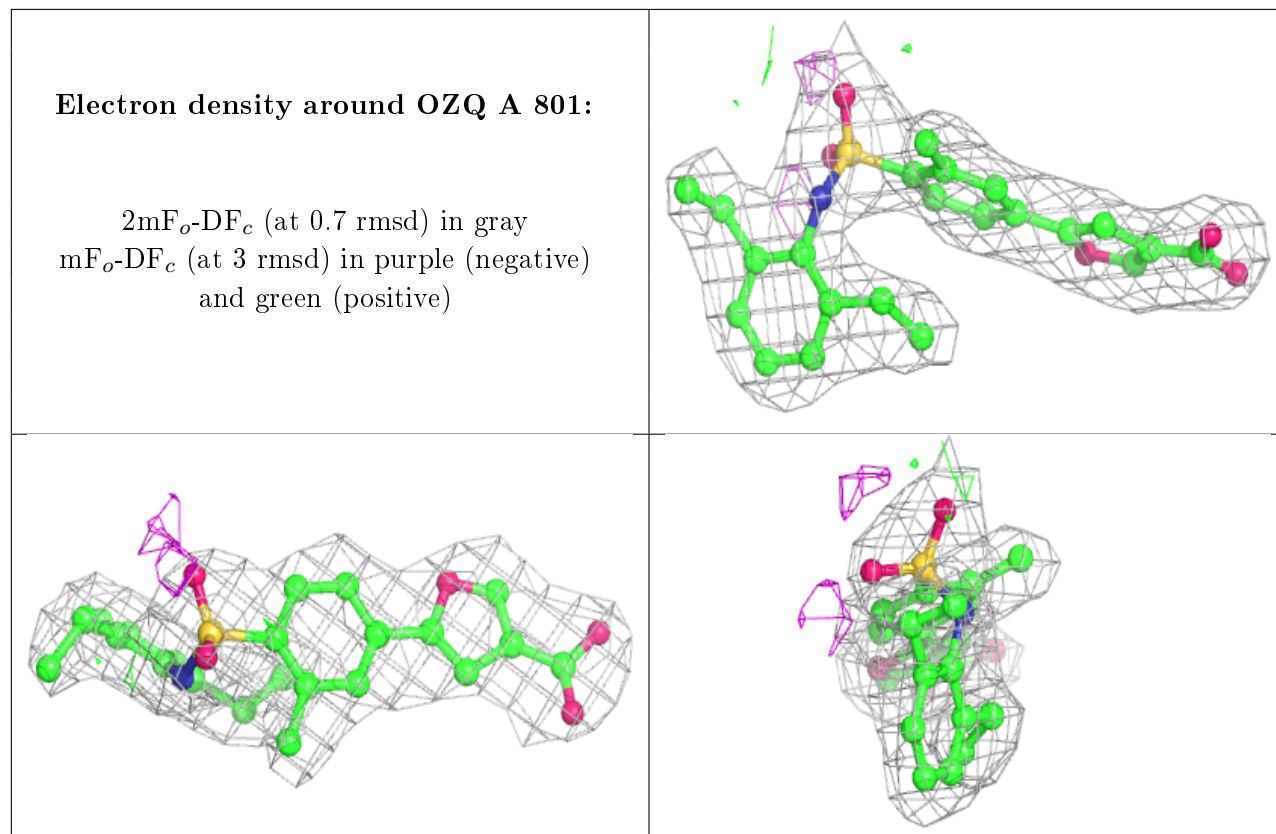 Electron density around OZQ A 801:
2mFo-DFc (at 0.7 rmsd) in gray
mFo-DFc (at 3 rmsd) in purple (negative)
and green (positive)